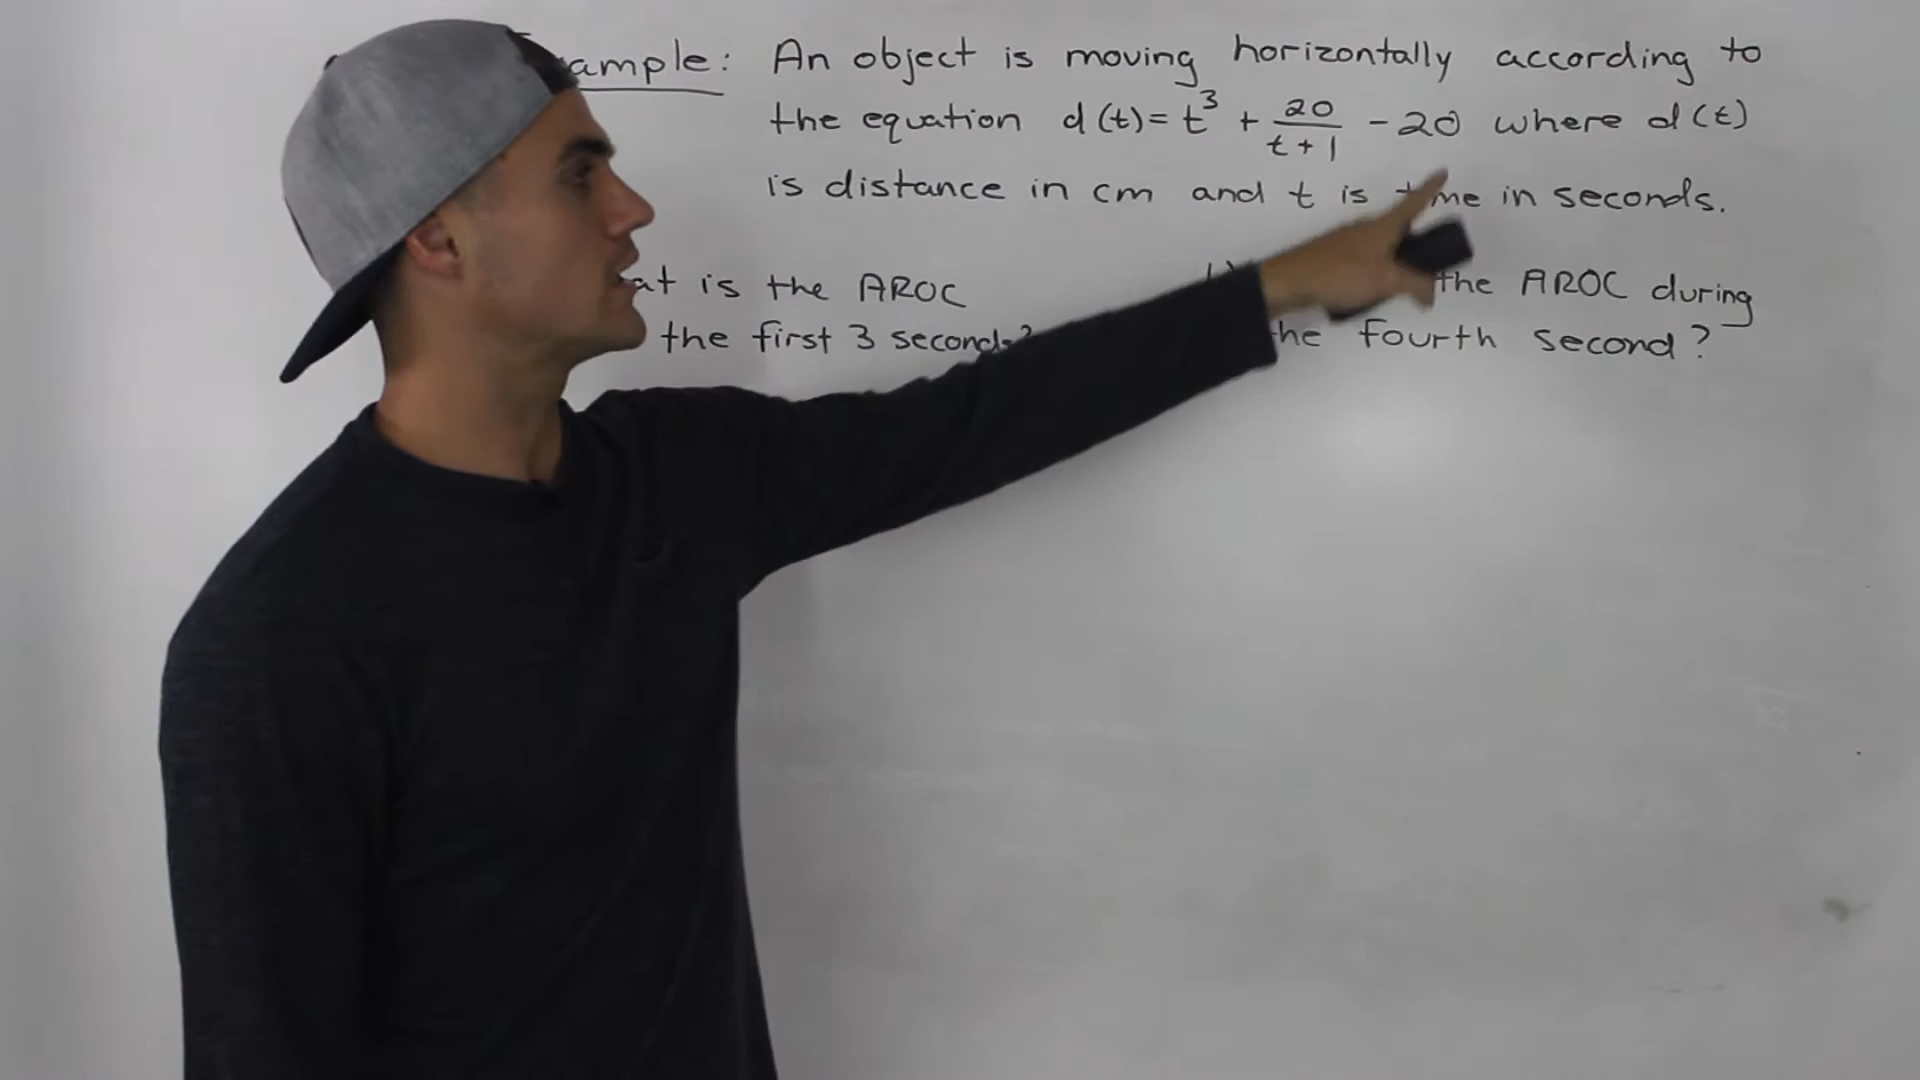 ample: An object is moving horizontally according to
the equation d(t) = t³ + 20/(t+1) - 20 where d(t)
is distance in cm and t is time in seconds.
at is the AROC
the first 3 seconds?
the AROC during
the fourth second?